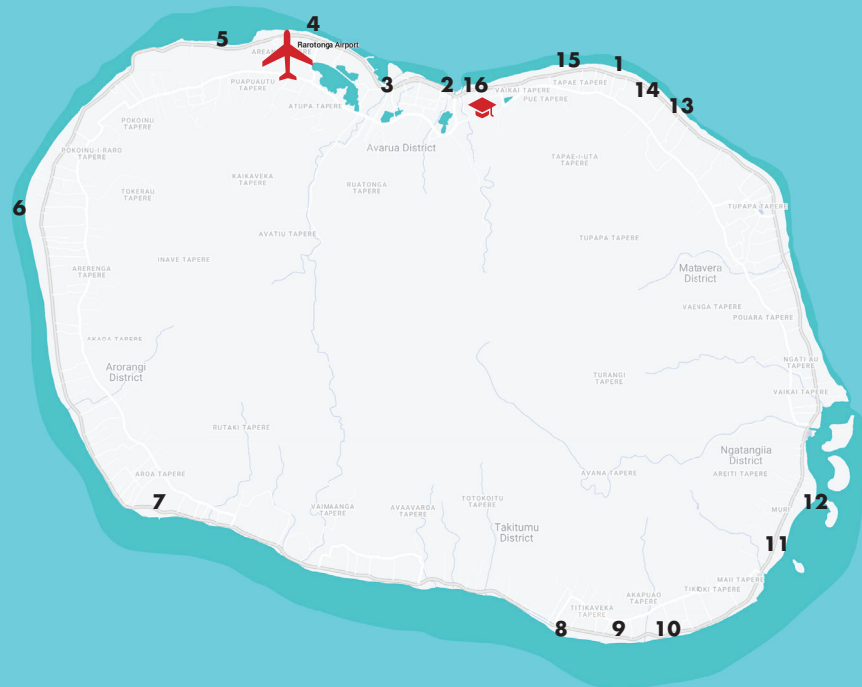 4
5
Rarotonga Airport
AREAN
15
1
PUAPUAUTU
TAPERE
3
2
16
TAPAE TAPERE
VAIKAI TAPERE
PUE TAPERE
14
13
ATUPA TAPERE
POKOINU
TAPERE
Avarua District
POKOINU-I-RARO
TAPERE
TAPAE-I-UTA
TAPERE
KAIKAVEKA
TAPERE
RUATONGA
TAPERE
TOKERAU
TAPERE
6
TUPAPA TAPERE
AVATIU TAPERE
TUPAPA TAPERE
INAVE TAPERE
ARERENGA
TAPERE
Matavera
District
VAENGA TAPERE
POUARA TAPERE
AKAOA TAPERE
NGATI AU
TAPERE
Arorangi
District
TURANGI
TAPERE
VAIKAI TAPERE
RUTAKI TAPERE
Ngatangiia
District
AROA TAPERE
AVANA TAPERE
AREITI TAPERE
7
TOTOKOITU
TAPERE
VAIMAANGA
TAPERE
AVAAVAROA
TAPERE
12
MURI
Takitumu
District
11
MAII TAPERE
TIKIOKI TAPERE
AKAPUAO
TAPERE
TITIKAVEKA
TAPERE
8
9
10